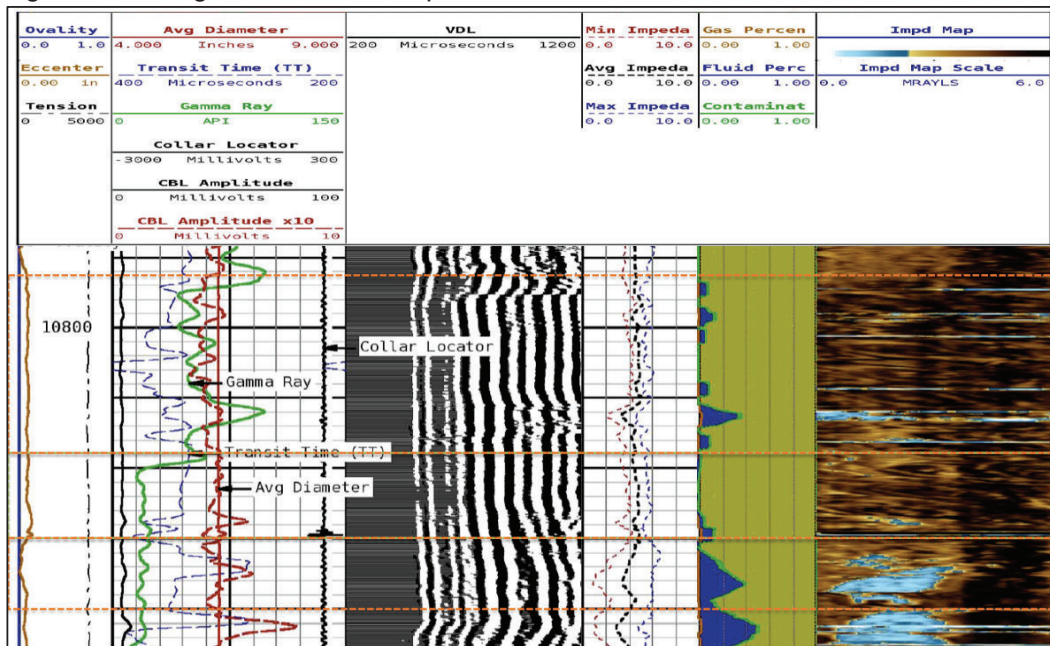 Ovality
0.0 1.0
Eccenter
0.00 in
Tension
0 5000
Avg Diameter
4.000 Inches 9.000
Transit Time (TT)
400 Microseconds 200
Gamma Ray
0 API 150
Collar Locator
-3000 Millivolts 300
CBL Amplitude
0 Millivolts 100
CBL Amplitude x10
0 Millivolts 10
VDL
200 Microseconds 1200
Min Impeda
0.0 10.0
Avg Impeda
0.0 10.0
Max Impeda
0.0 10.0
Gas Percen
0.00 1.00
Fluid Perc
0.00 1.00
Contaminat
0.00 1.00
Impd Map
Impd Map Scale
0.0 MRAYLS 6.0
10800
Collar Locator
Gamma Ray
Transit Time (TT)
Avg Diameter